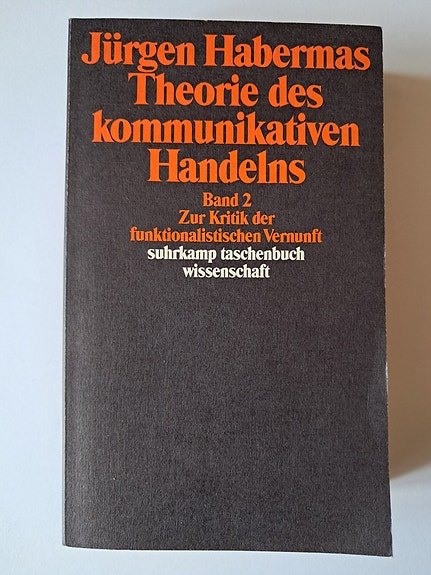 Jürgen Habermas
Theorie des
kommunikativen
Handelns
Band 2
Zur Kritik der
funktionalistischen Vernunft
suhrkamp taschenbuch
wissenschaft